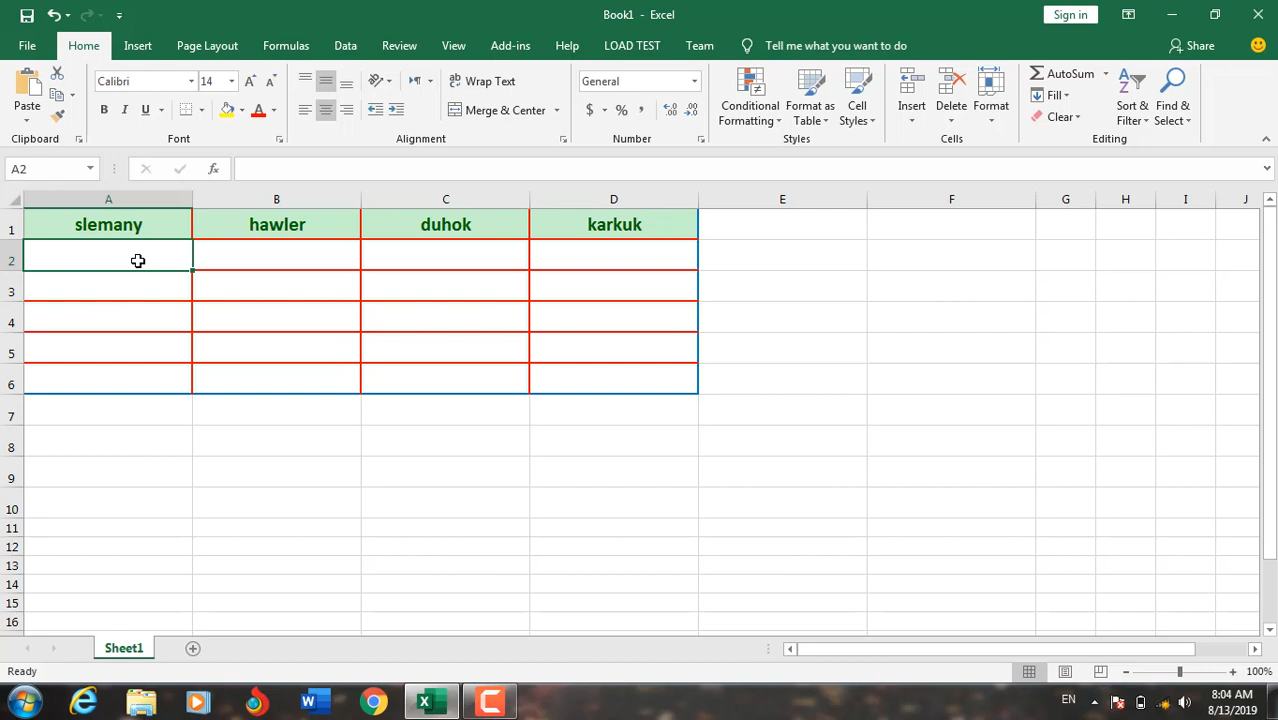 Book1 - Excel
Sign in
File Home Insert Page Layout Formulas Data Review View Add-ins Help LOAD TEST Team Tell me what you want to do Share
Paste
Calibri 14
B I U A
Wrap Text
Merge & Center
General
$ % ,
Conditional Formatting
Format as Table
Cell Styles
Insert
Delete
Format
AutoSum
Fill
Clear
Sort & Filter
Find & Select
Clipboard Font Alignment Number Styles Cells Editing
A2 fx
A B C D E F G H I J
1 slemany hawler duhok karkuk
2
3
4
5
6
7
8
9
10
11
12
13
14
15
16
Sheet1
Ready 100%
EN 8:04 AM
8/13/2019